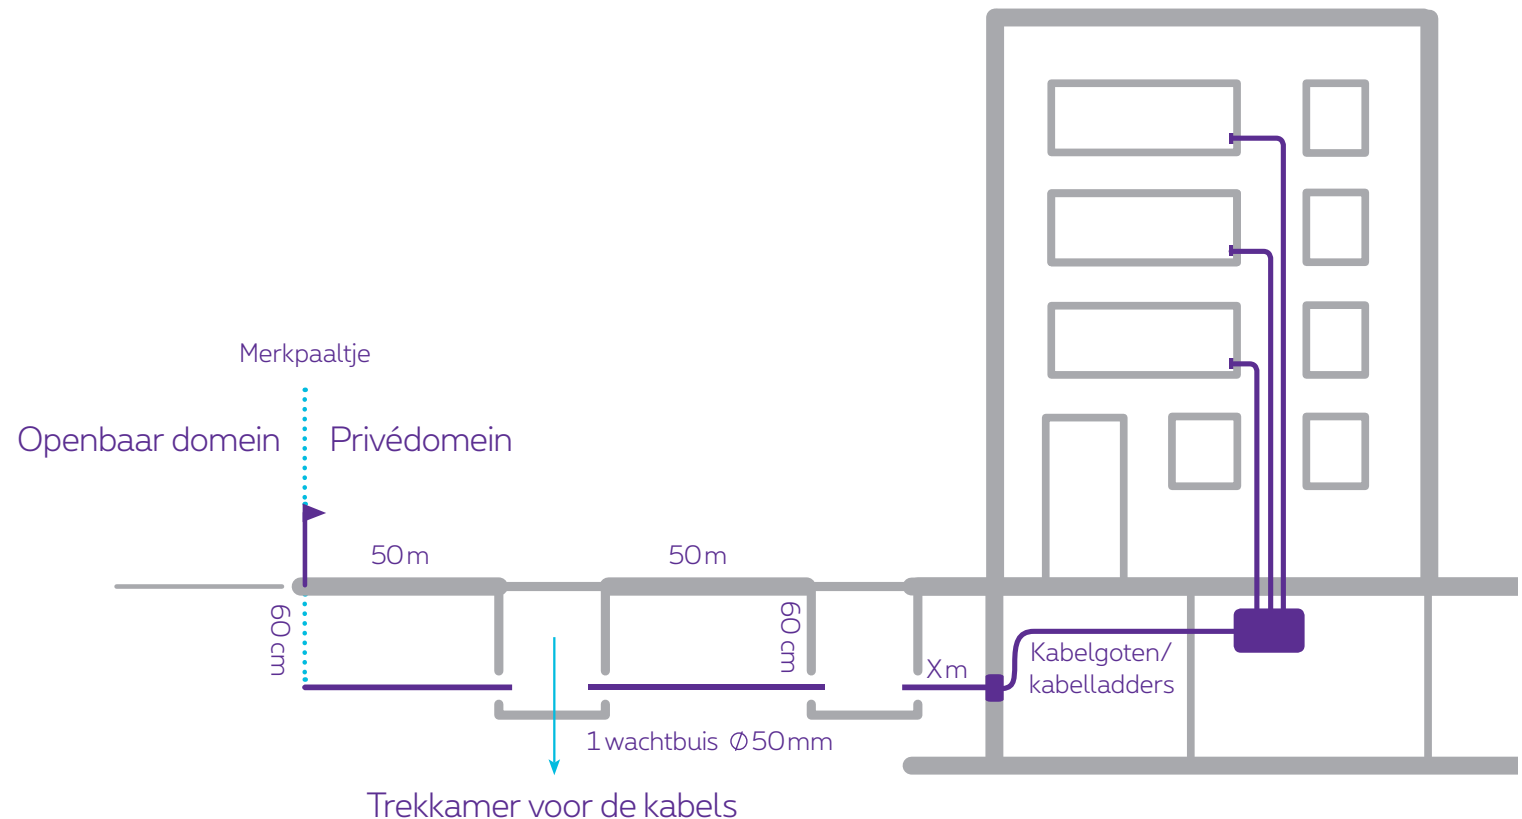 Merkpaaltje
Openbaar domein
Privédomein
50 m
50 m
60 cm
60 cm
X m
Kabelgoten/
kabelladders
1 wachtbuis ∅ 50 mm
Trekkamer voor de kabels